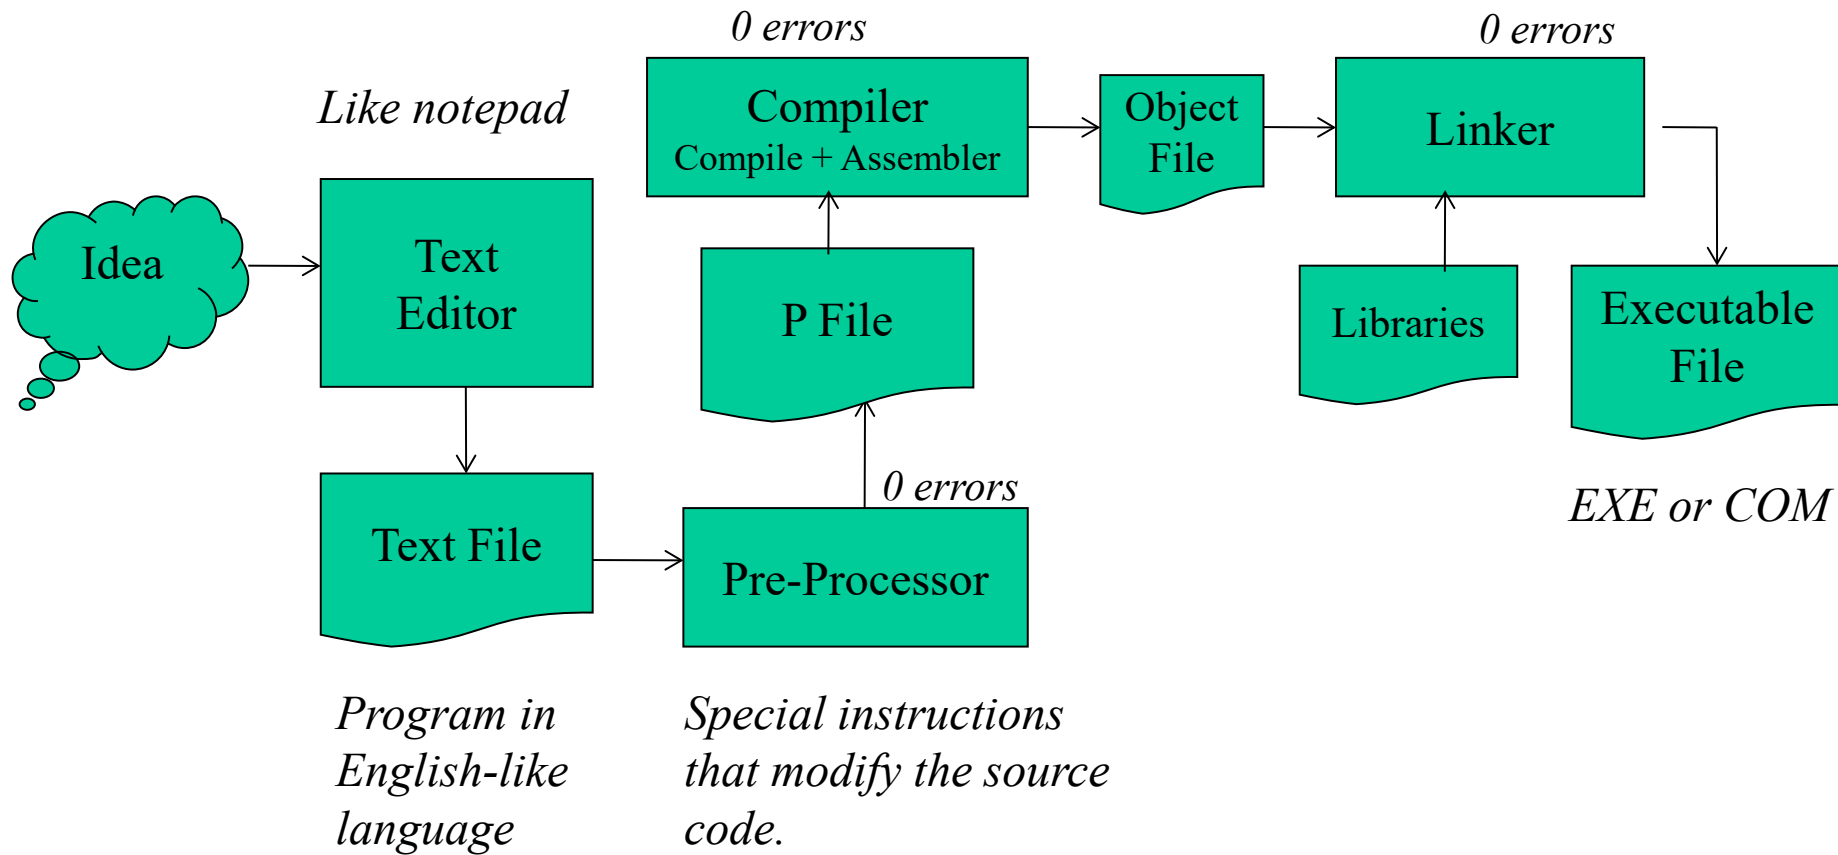 0 errors
0 errors
Like notepad
Compiler
Compile + Assembler
Object
File
Linker
Idea
Text
Editor
P File
Libraries
Executable
File
0 errors
EXE or COM
Text File
Pre-Processor
Program in
English-like
language
Special instructions
that modify the source
code.